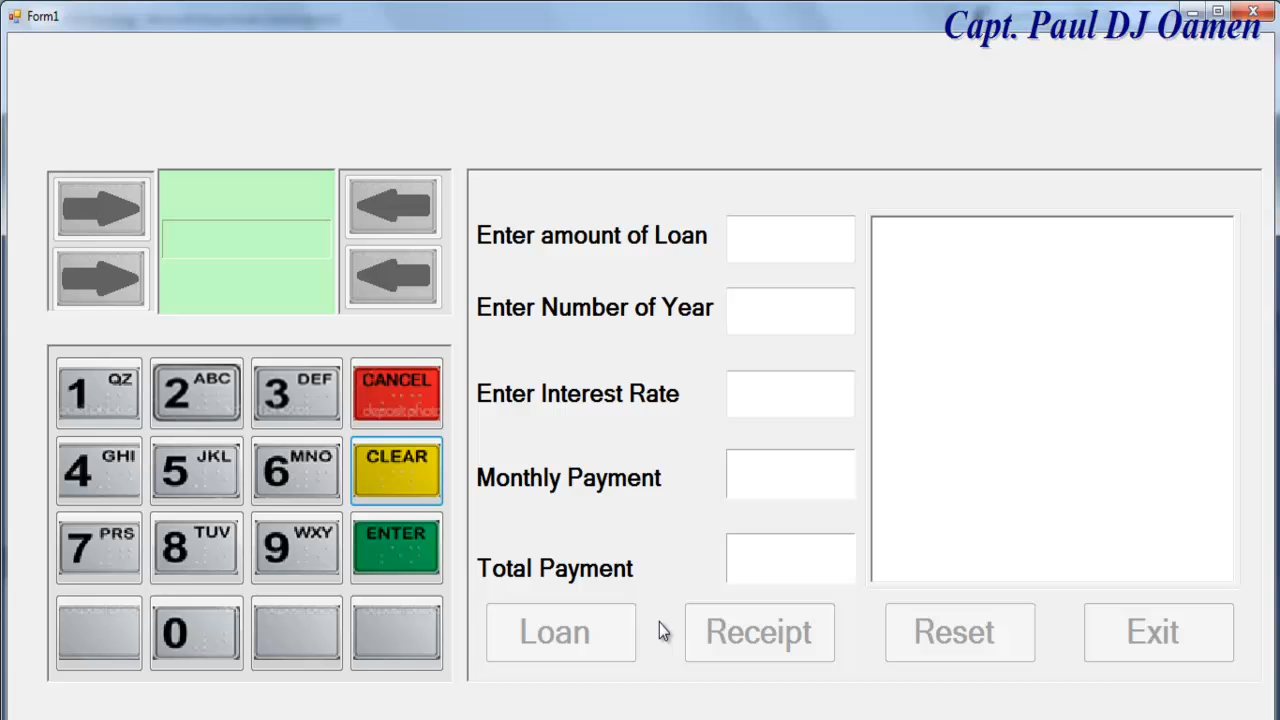 Form1
Capt. Paul DJ Oamen
Enter amount of Loan
Enter Number of Year
Enter Interest Rate
Monthly Payment
Total Payment
1 QZ
2 ABC
3 DEF
CANCEL
4 GHI
5 JKL
6 MNO
CLEAR
7 PRS
8 TUV
9 WXY
ENTER
0
Loan
Receipt
Reset
Exit